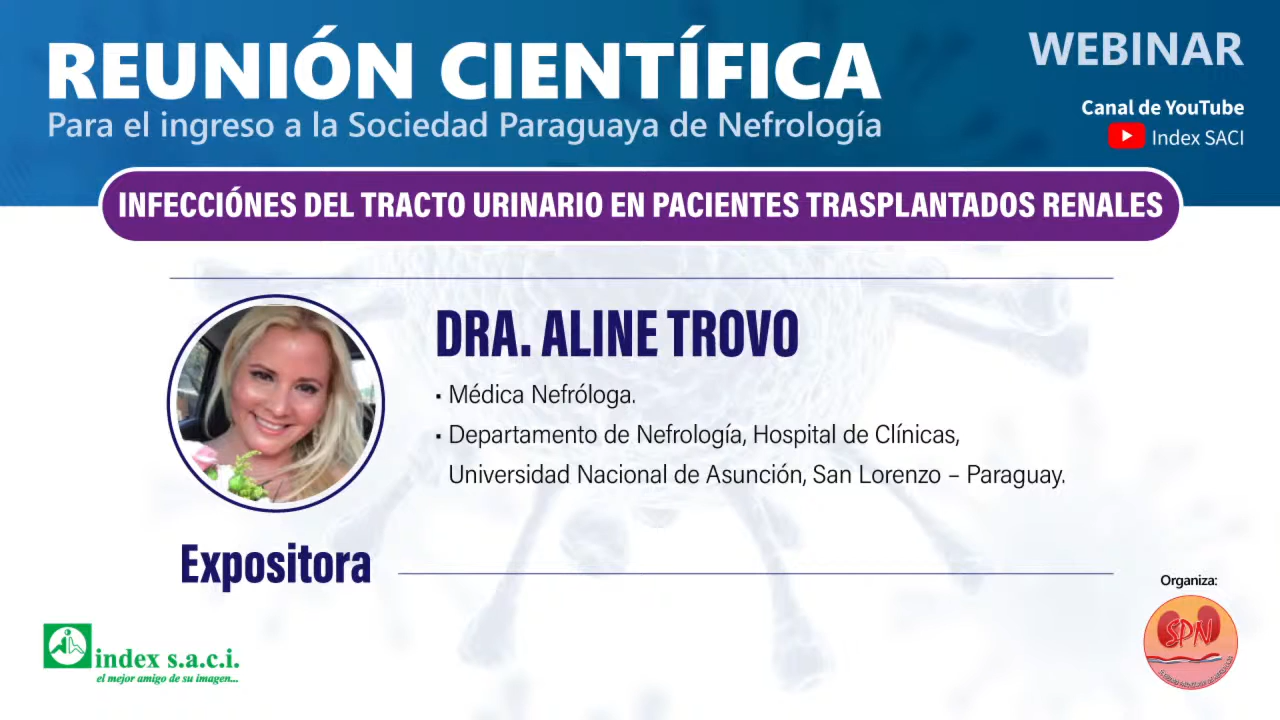 REUNIÓN CIENTÍFICA
Para el ingreso a la Sociedad Paraguaya de Nefrología
WEBINAR
Canal de YouTube
Index SACI
INFECCIÓNES DEL TRACTO URINARIO EN PACIENTES TRASPLANTADOS RENALES
DRA. ALINE TROVO
• Médica Nefróloga.
• Departamento de Nefrología, Hospital de Clínicas,
Universidad Nacional de Asunción, San Lorenzo – Paraguay.
Expositora
index s.a.c.i.
el mejor amigo de su imagen...
Organiza:
SPN